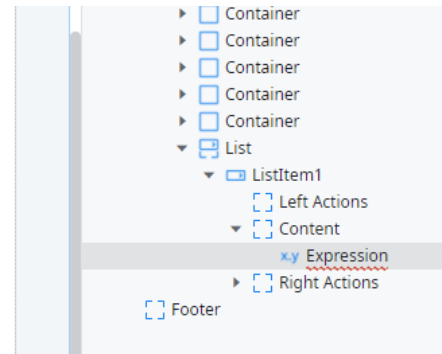 Container
Container
Container
Container
Container
List
ListItem1
Left Actions
Content
x.y Expression
Right Actions
Footer